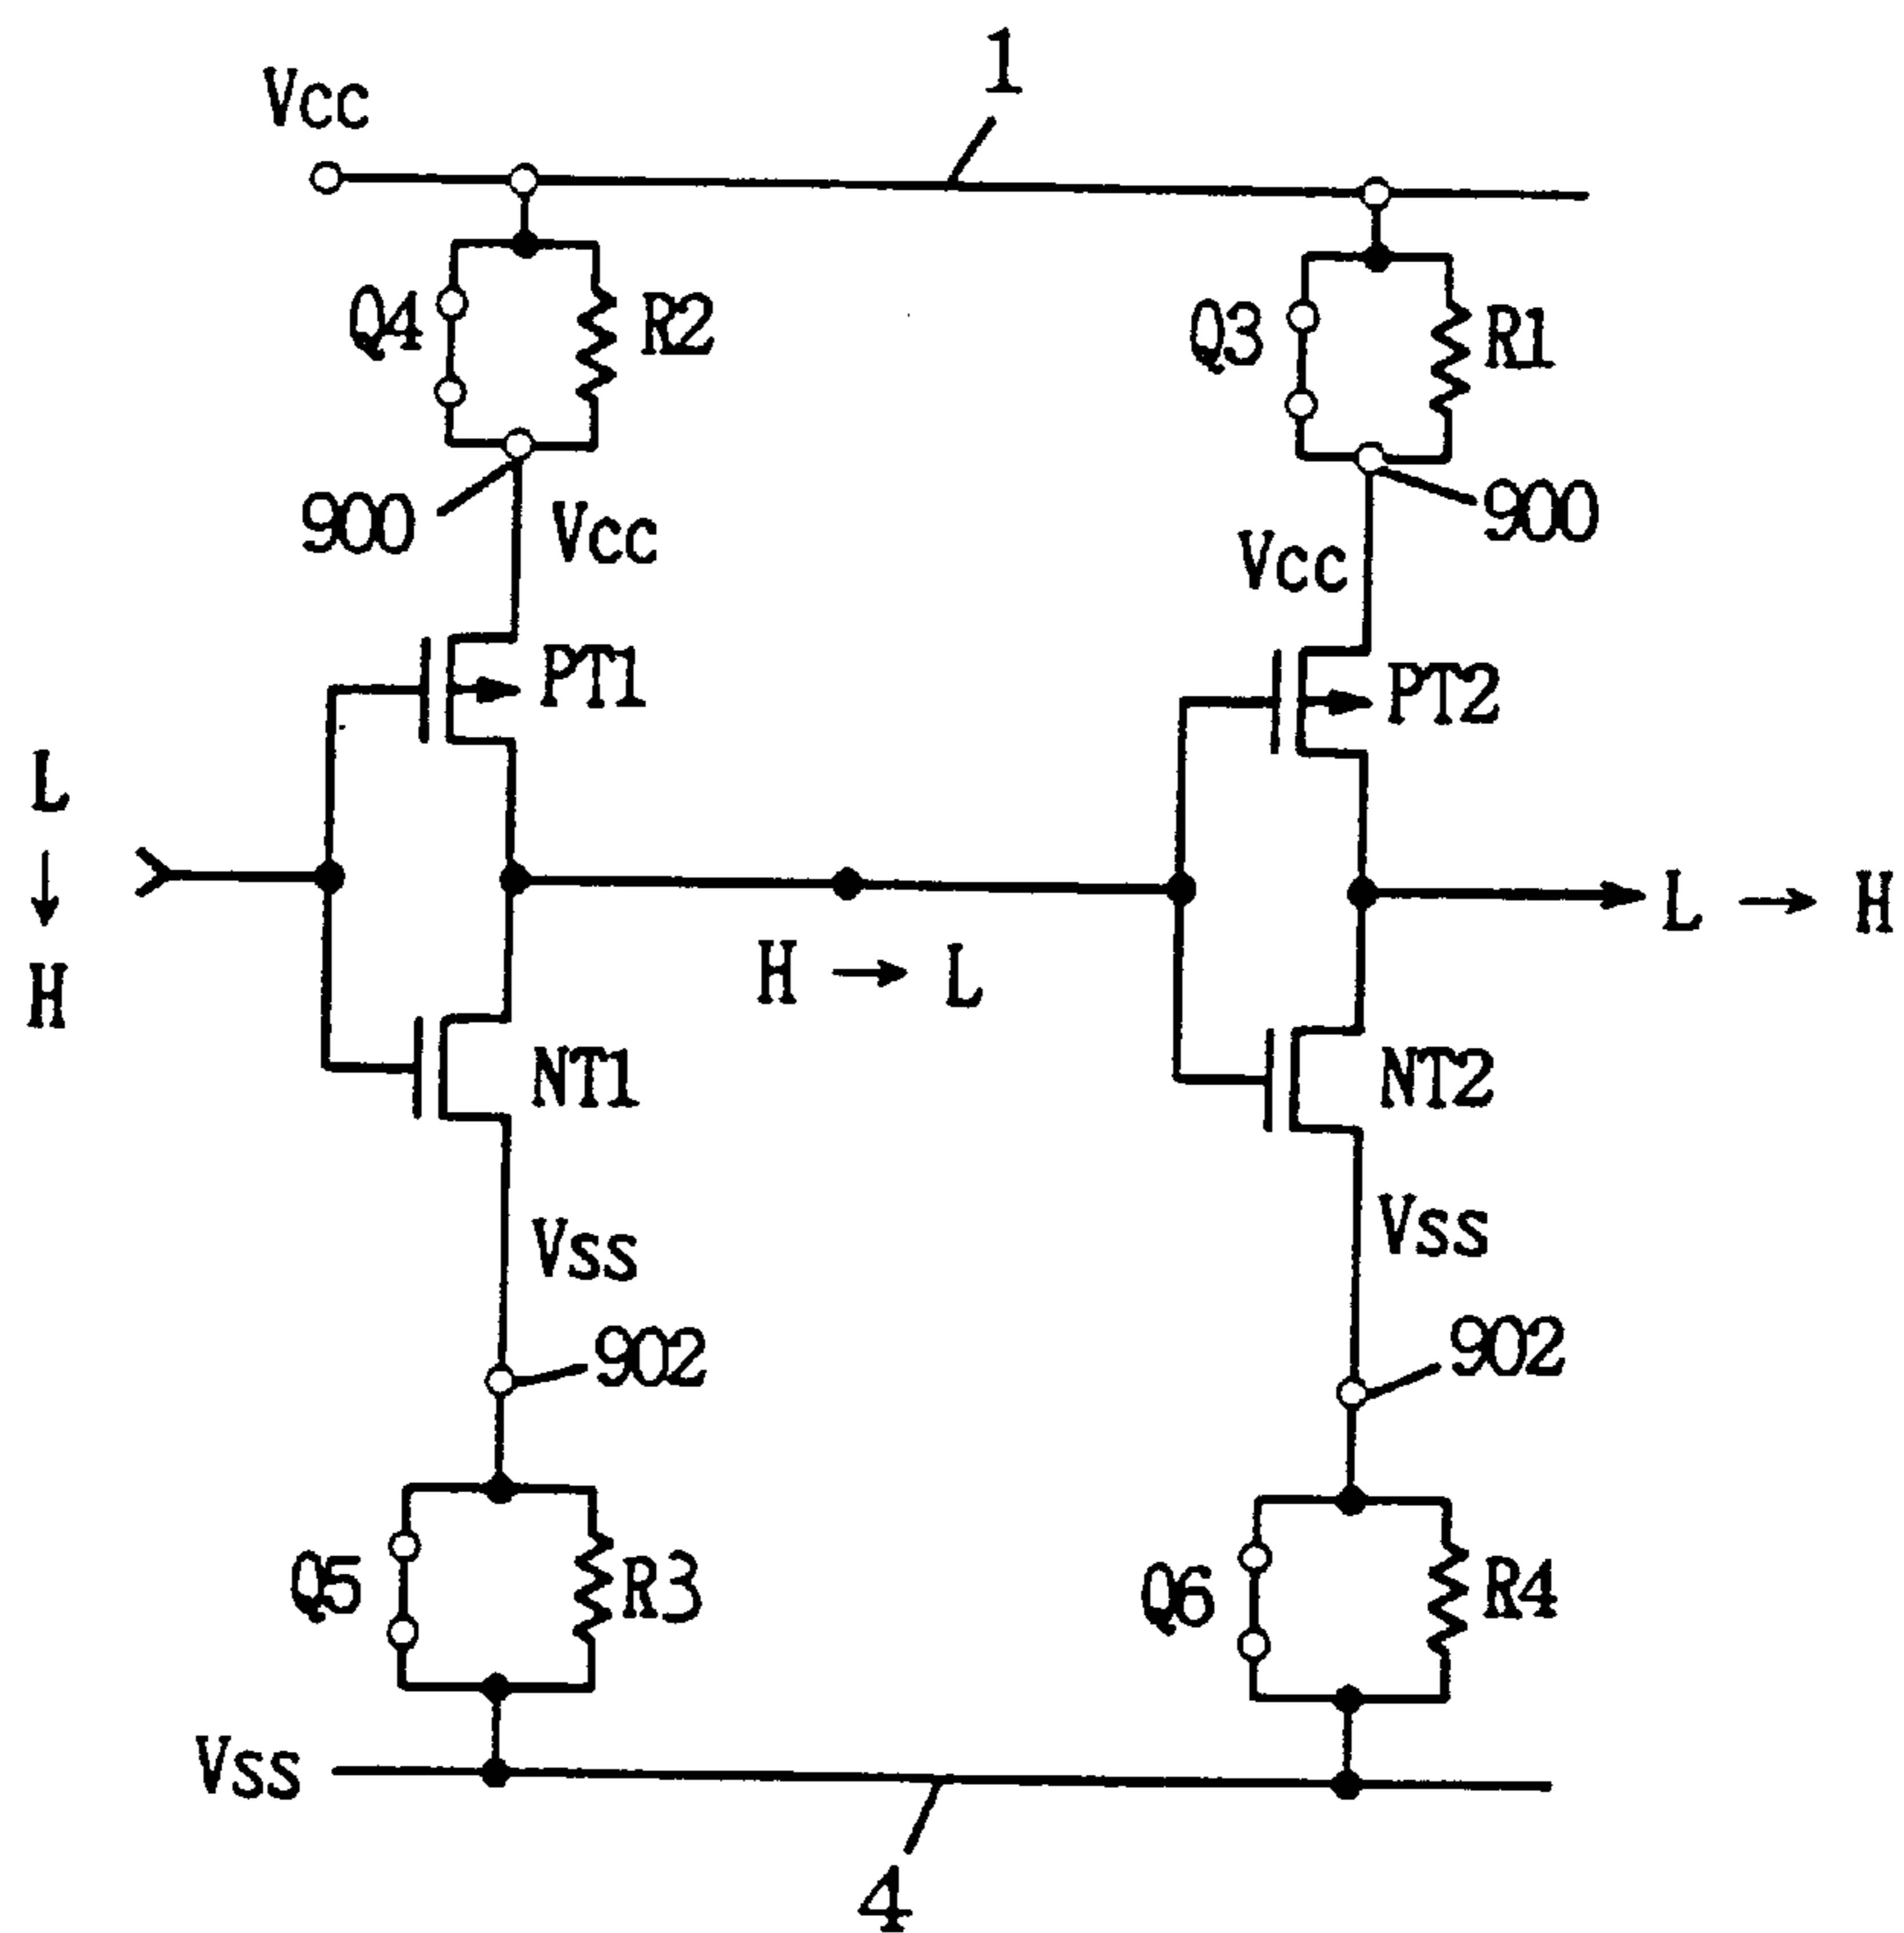 1
Vcc
Q4
R2
Q3
R1
900
Vcc
900
Vcc
PT1
PT2
L
↓
H
L → H
H → L
NT1
NT2
Vss
Vss
902
902
Q5
R3
Q6
R4
Vss
4